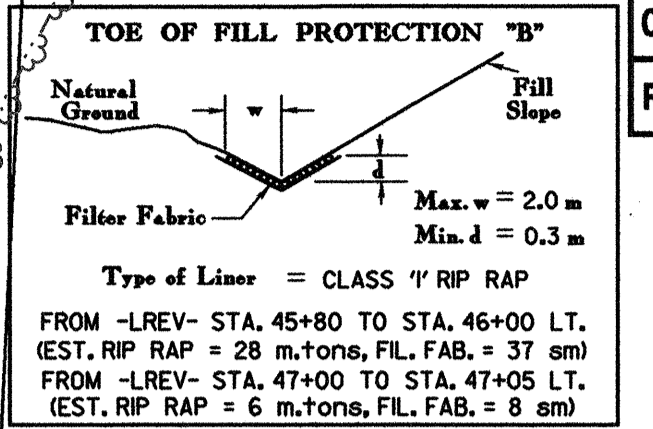 TOE OF FILL PROTECTION "B"
Natural
Ground
w
Fill
Slope
d
Filter Fabric
Max. w = 2.0 m
Min. d = 0.3 m
Type of Liner = CLASS 'I' RIP RAP
FROM -LREV- STA. 45+80 TO STA. 46+00 LT.
(EST. RIP RAP = 28 m.tons, FIL. FAB. = 37 sm)
FROM -LREV- STA. 47+00 TO STA. 47+05 LT.
(EST. RIP RAP = 6 m.tons, FIL. FAB. = 8 sm)